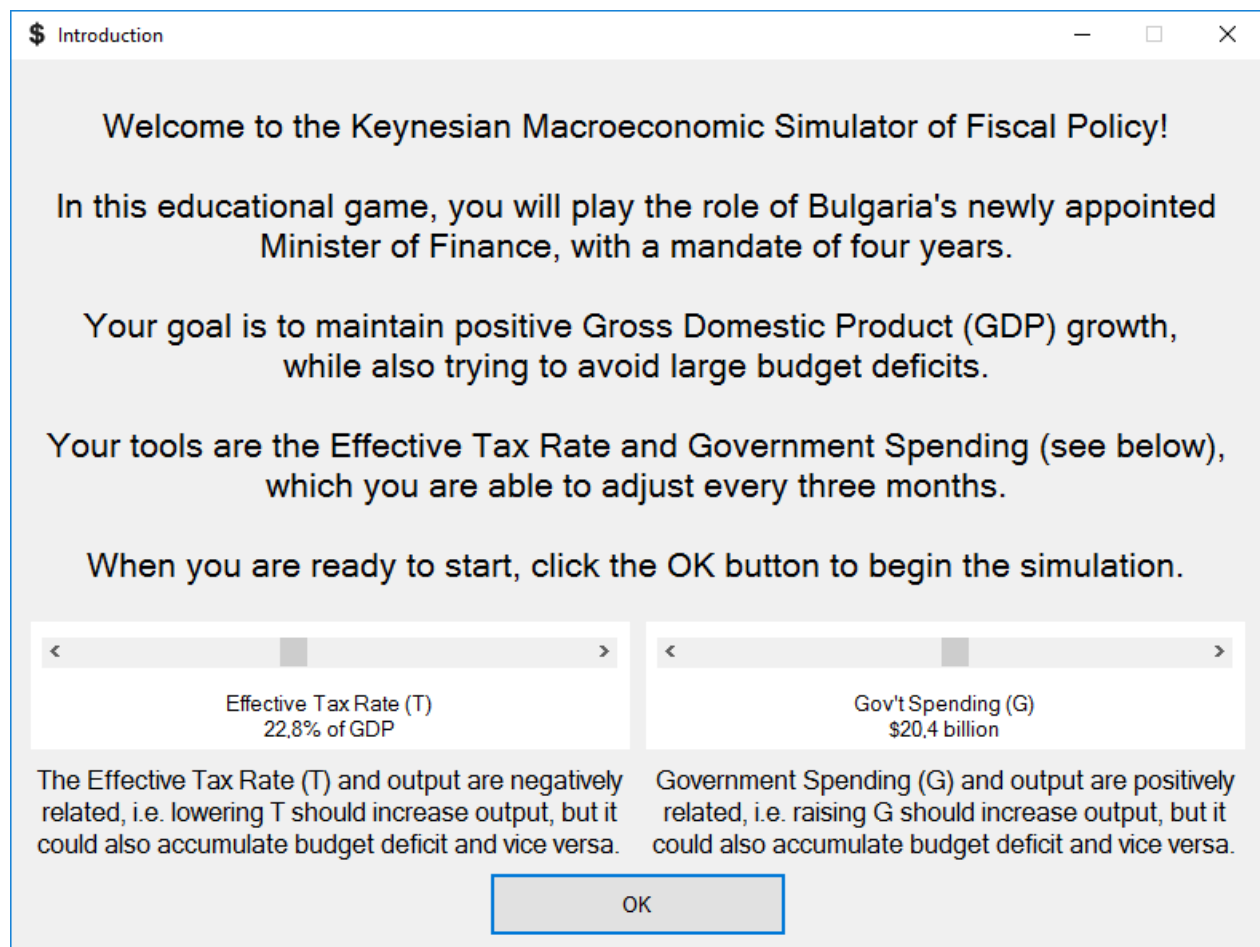 $ Introduction
Welcome to the Keynesian Macroeconomic Simulator of Fiscal Policy!
In this educational game, you will play the role of Bulgaria's newly appointed
Minister of Finance, with a mandate of four years.
Your goal is to maintain positive Gross Domestic Product (GDP) growth,
while also trying to avoid large budget deficits.
Your tools are the Effective Tax Rate and Government Spending (see below),
which you are able to adjust every three months.
When you are ready to start, click the OK button to begin the simulation.
Effective Tax Rate (T)
22,8% of GDP
The Effective Tax Rate (T) and output are negatively
related, i.e. lowering T should increase output, but it
could also accumulate budget deficit and vice versa.
Gov't Spending (G)
$20,4 billion
Government Spending (G) and output are positively
related, i.e. raising G should increase output, but it
could also accumulate budget deficit and vice versa.
OK